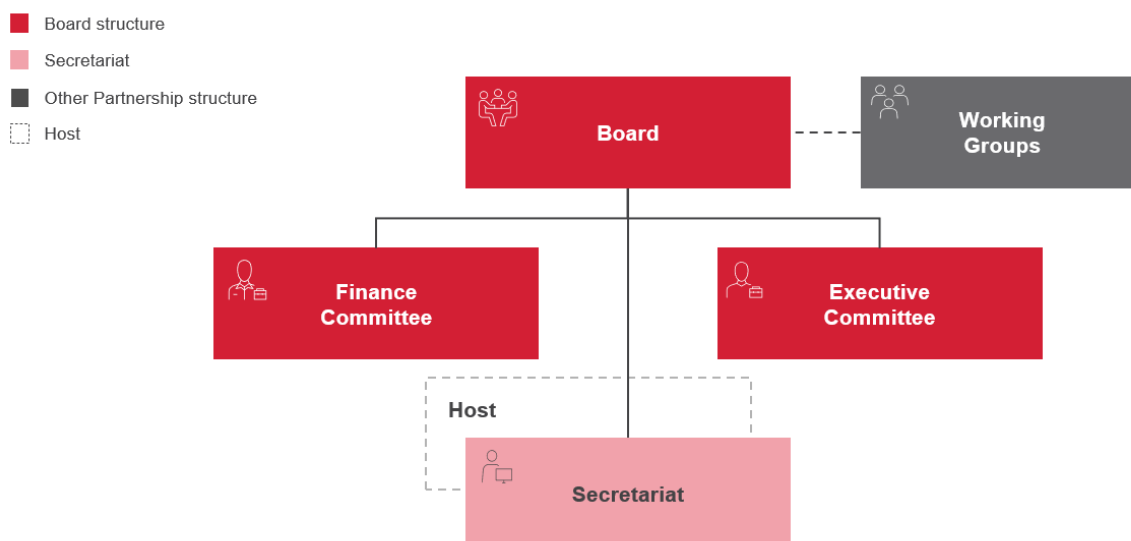 Board structure
Secretariat
Other Partnership structure
Host
Board
Working
Groups
Finance
Committee
Executive
Committee
Host
Secretariat